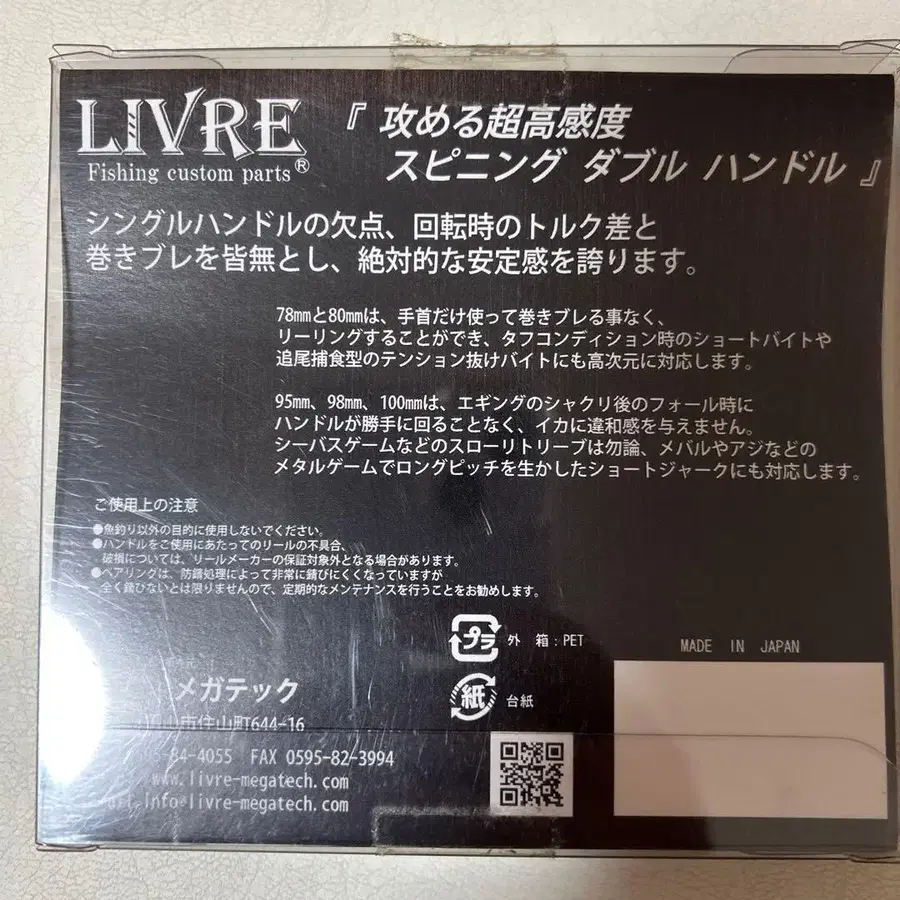 LIVRE
Fishing custom parts®
『 攻める超高感度
スピニング ダブル ハンドル 』
シングルハンドルの欠点、回転時のトルク差と
巻きブレを皆無とし、絶対的な安定感を誇ります。
78mmと80mmは、手首だけ使って巻きブレる事なく、
リーリングすることができ、タフコンディション時のショートバイトや
追尾捕食型のテンション抜けバイトにも高次元に対応します。
95mm、98mm、100mmは、エギングのシャクリ後のフォール時に
ハンドルが勝手に回ることなく、イカに違和感を与えません。
シーバスゲームなどのスローリトリーブは勿論、メバルやアジなどの
メタルゲームでロングピッチを生かしたショートジャークにも対応します。
ご使用上の注意
●魚釣り以外の目的に使用しないでください。
●ハンドルをご使用にあたってのリールの不具合、
破損については、リールメーカーの保証対象外となる場合があります。
●ベアリングは、防錆処理によって非常に錆びにくくなっていますが
全く錆びないとは限りませんので、定期的なメンテナンスを行うことをお勧めします。
プラ 外 箱：PET
紙 台紙
MADE IN JAPAN
メガテック
市住山町644-16
5-84-4055 FAX 0595-82-3994
www.livre-megatech.com
Info@livre-megatech.com